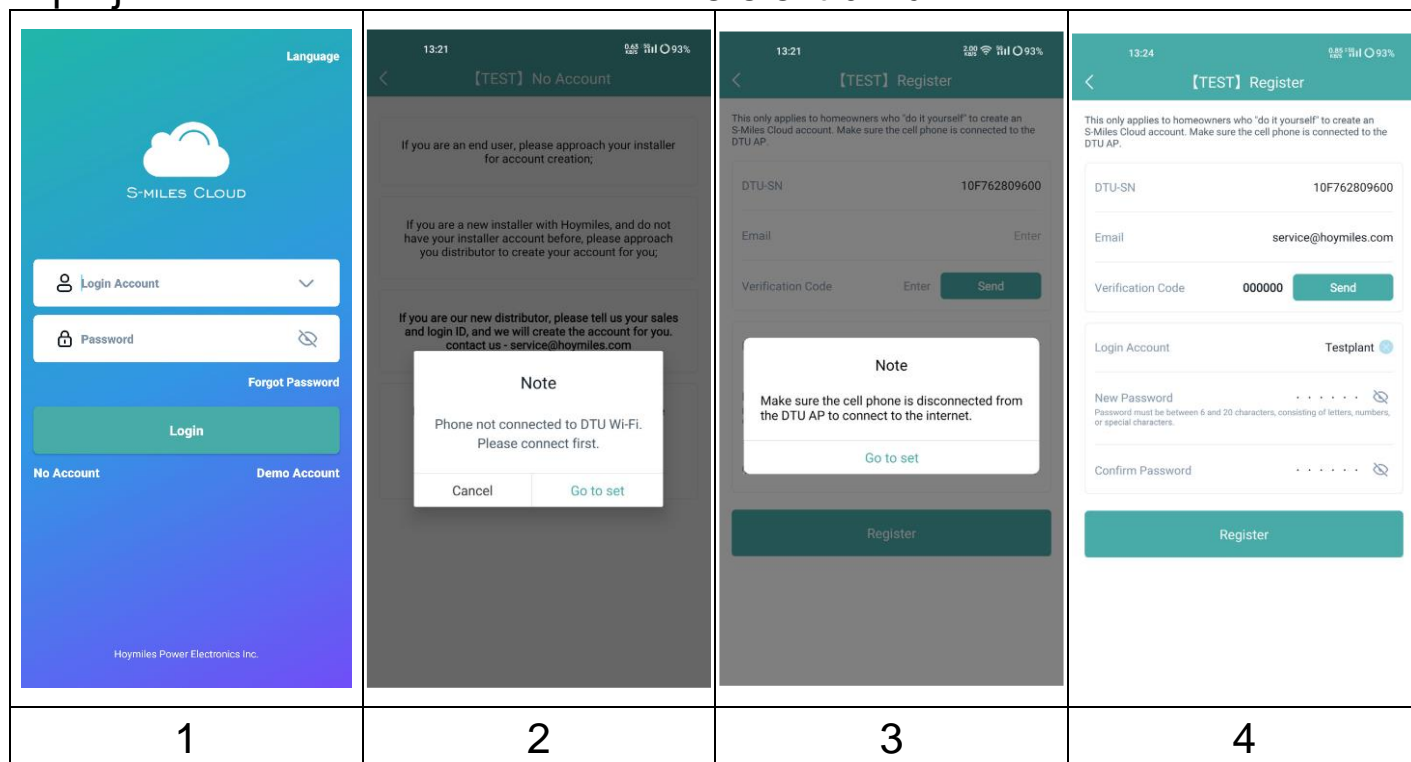 Language
S-MILES CLOUD
Login Account
Password
Forgot Password
Login
No Account
Demo Account
Hoymiles Power Electronics Inc.
1
13:21
93%
【TEST】No Account
If you are an end user, please approach your installer
for account creation;
If you are a new installer with Hoymiles, and do not
have your installer account before, please approach
you distributor to create your account for you;
If you are our new distributor, please tell us your sales
and login ID, and we will create the account for you.
contact us - service@hoymiles.com
Note
Phone not connected to DTU Wi-Fi.
Please connect first.
Cancel
Go to set
2
13:21
2.00 KB/S
93%
【TEST】Register
This only applies to homeowners who "do it yourself" to create an
S-Miles Cloud account. Make sure the cell phone is connected to the
DTU AP.
DTU-SN 10F762809600
Email Enter
Verification Code Enter Send
Note
Make sure the cell phone is disconnected from
the DTU AP to connect to the internet.
Go to set
Register
3
13:24
93%
【TEST】Register
This only applies to homeowners who "do it yourself" to create an
S-Miles Cloud account. Make sure the cell phone is connected to the
DTU AP.
DTU-SN 10F762809600
Email service@hoymiles.com
Verification Code 000000 Send
Login Account Testplant
New Password
Password must be between 6 and 20 characters, consisting of letters, numbers,
or special characters.
Confirm Password
Register
4